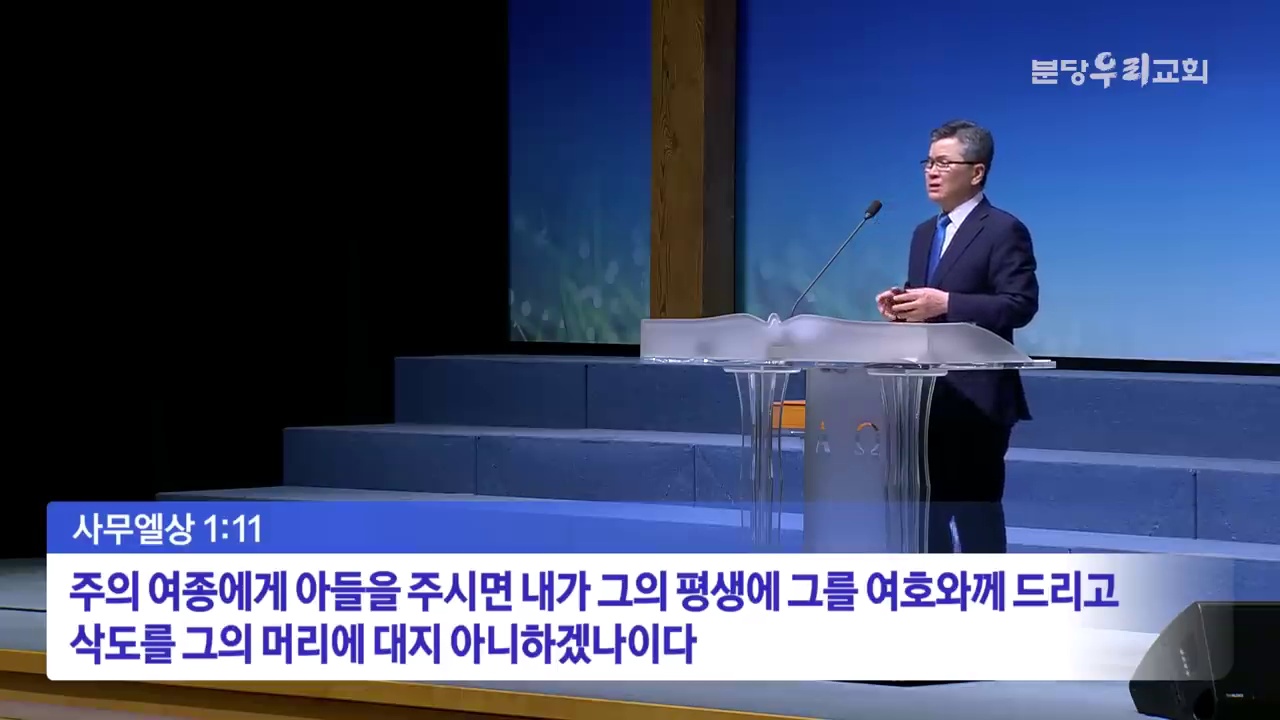 분당우리교회
Α Ω
사무엘상 1:11
주의 여종에게 아들을 주시면 내가 그의 평생에 그를 여호와께 드리고
삭도를 그의 머리에 대지 아니하겠나이다